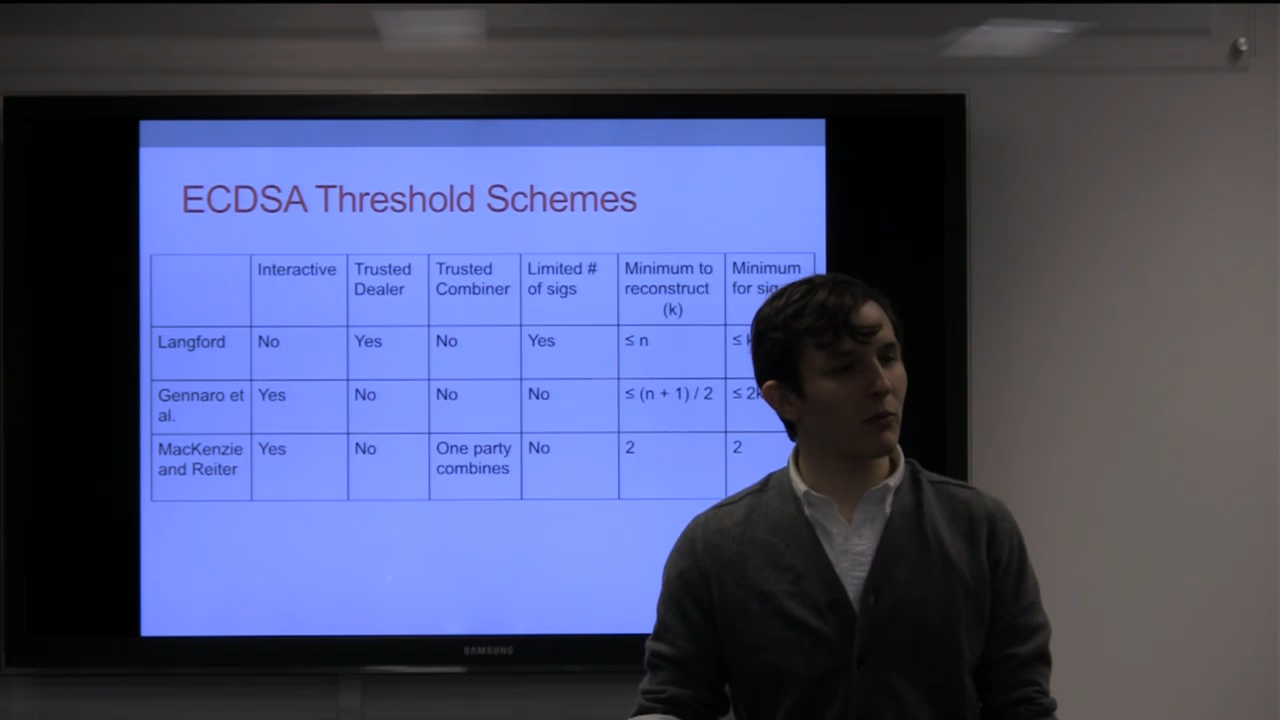 ECDSA Threshold Schemes
Interactive Trusted Trusted Limited # Minimum to Minimum
Dealer Combiner of sigs reconstruct for
(k)
Langford No Yes No Yes ≤ n ≤
Gennaro et Yes No No No ≤ (n + 1) / 2 ≤
al.
MacKenzie Yes No One party No 2 2
and Reiter combines
SAMSUNG